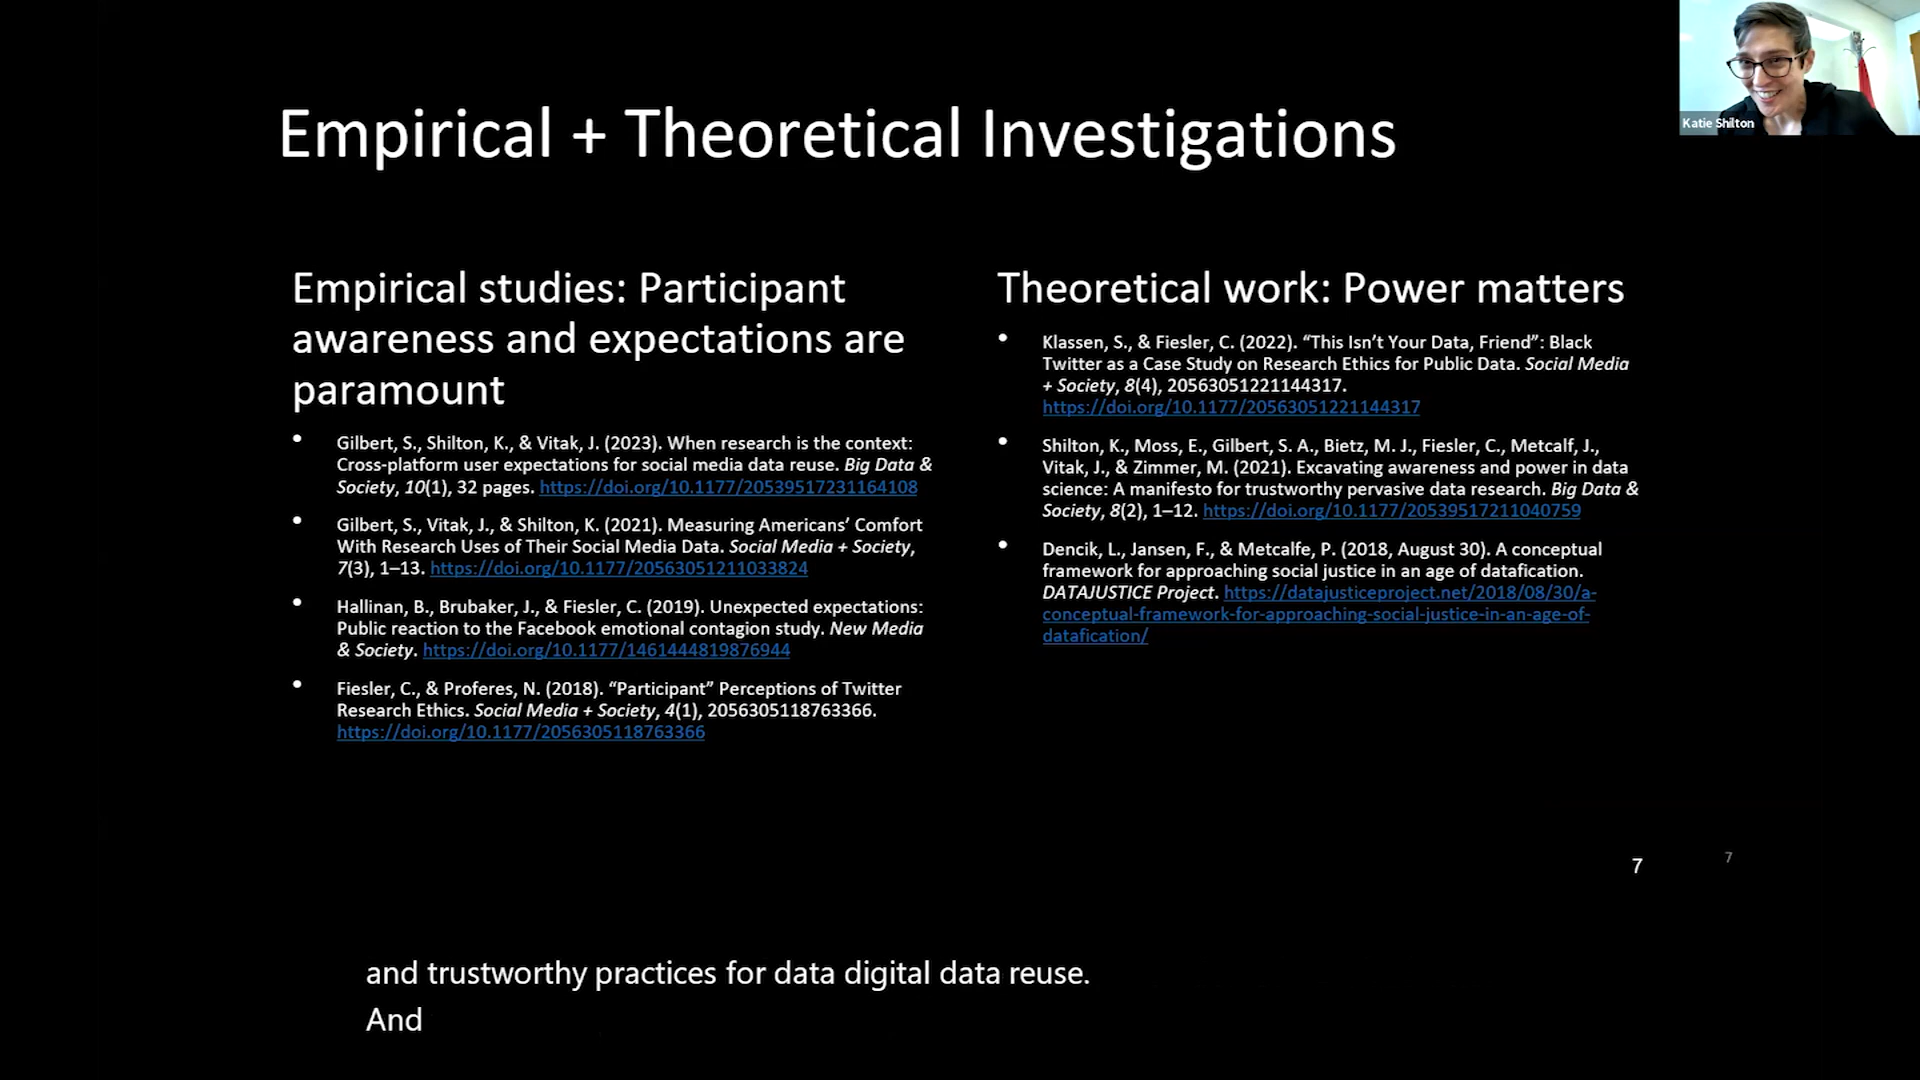 Katie Shilton
Empirical + Theoretical Investigations
Empirical studies: Participant
awareness and expectations are
paramount
• Gilbert, S., Shilton, K., & Vitak, J. (2023). When research is the context:
Cross-platform user expectations for social media data reuse. Big Data &
Society, 10(1), 32 pages. https://doi.org/10.1177/20539517231164108
• Gilbert, S., Vitak, J., & Shilton, K. (2021). Measuring Americans’ Comfort
With Research Uses of Their Social Media Data. Social Media + Society,
7(3), 1–13. https://doi.org/10.1177/20563051211033824
• Hallinan, B., Brubaker, J., & Fiesler, C. (2019). Unexpected expectations:
Public reaction to the Facebook emotional contagion study. New Media
& Society. https://doi.org/10.1177/1461444819876944
• Fiesler, C., & Proferes, N. (2018). “Participant” Perceptions of Twitter
Research Ethics. Social Media + Society, 4(1), 2056305118763366.
https://doi.org/10.1177/2056305118763366
Theoretical work: Power matters
• Klassen, S., & Fiesler, C. (2022). “This Isn’t Your Data, Friend”: Black
Twitter as a Case Study on Research Ethics for Public Data. Social Media
+ Society, 8(4), 20563051221144317.
https://doi.org/10.1177/20563051221144317
• Shilton, K., Moss, E., Gilbert, S. A., Bietz, M. J., Fiesler, C., Metcalf, J.,
Vitak, J., & Zimmer, M. (2021). Excavating awareness and power in data
science: A manifesto for trustworthy pervasive data research. Big Data &
Society, 8(2), 1–12. https://doi.org/10.1177/20539517211040759
• Dencik, L., Jansen, F., & Metcalfe, P. (2018, August 30). A conceptual
framework for approaching social justice in an age of datafication.
DATAJUSTICE Project. https://datajusticeproject.net/2018/08/30/a-
conceptual-framework-for-approaching-social-justice-in-an-age-of-
datafication/
7
7
and trustworthy practices for data digital data reuse.
And